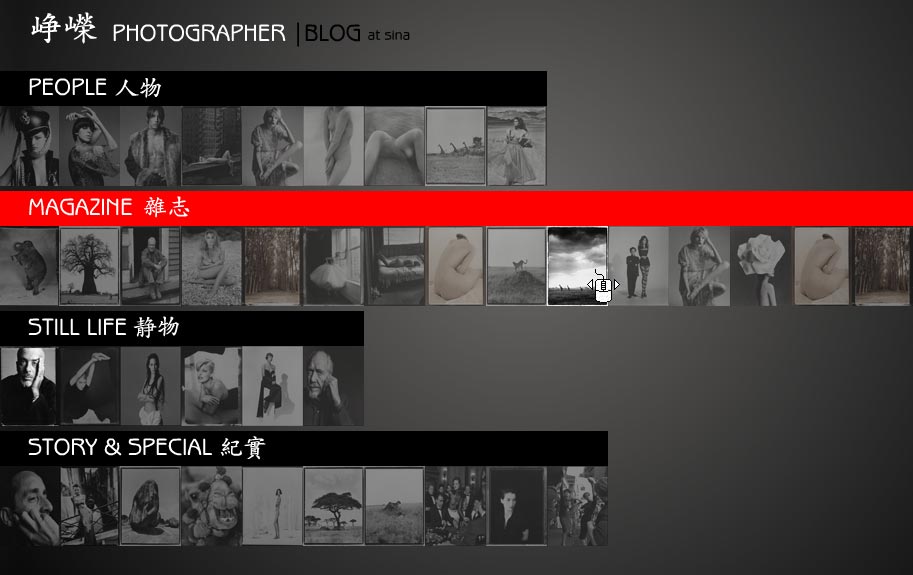 峥嵘 PHOTOGRAPHER |BLOG at sina
PEOPLE 人物
MAGAZINE 雜志
STILL LIFE 静物
STORY & SPECIAL 紀實